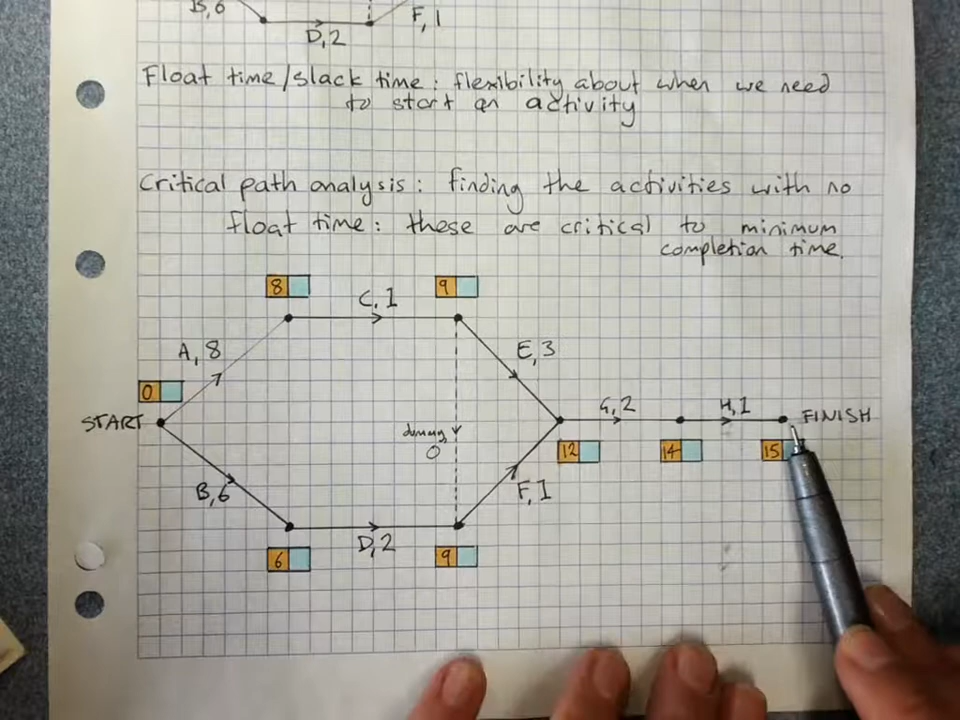 B,6
D,2
F,1
Float time/slack time: flexibility about when we need
to start an activity
Critical path analysis: finding the activities with no
float time: these are critical to minimum
completion time.
8
9
C,1
A,8
E,3
0
G,2
H,1
START
FINISH
dummy,
0
12
14
15
B,6
F,1
D,2
6
9